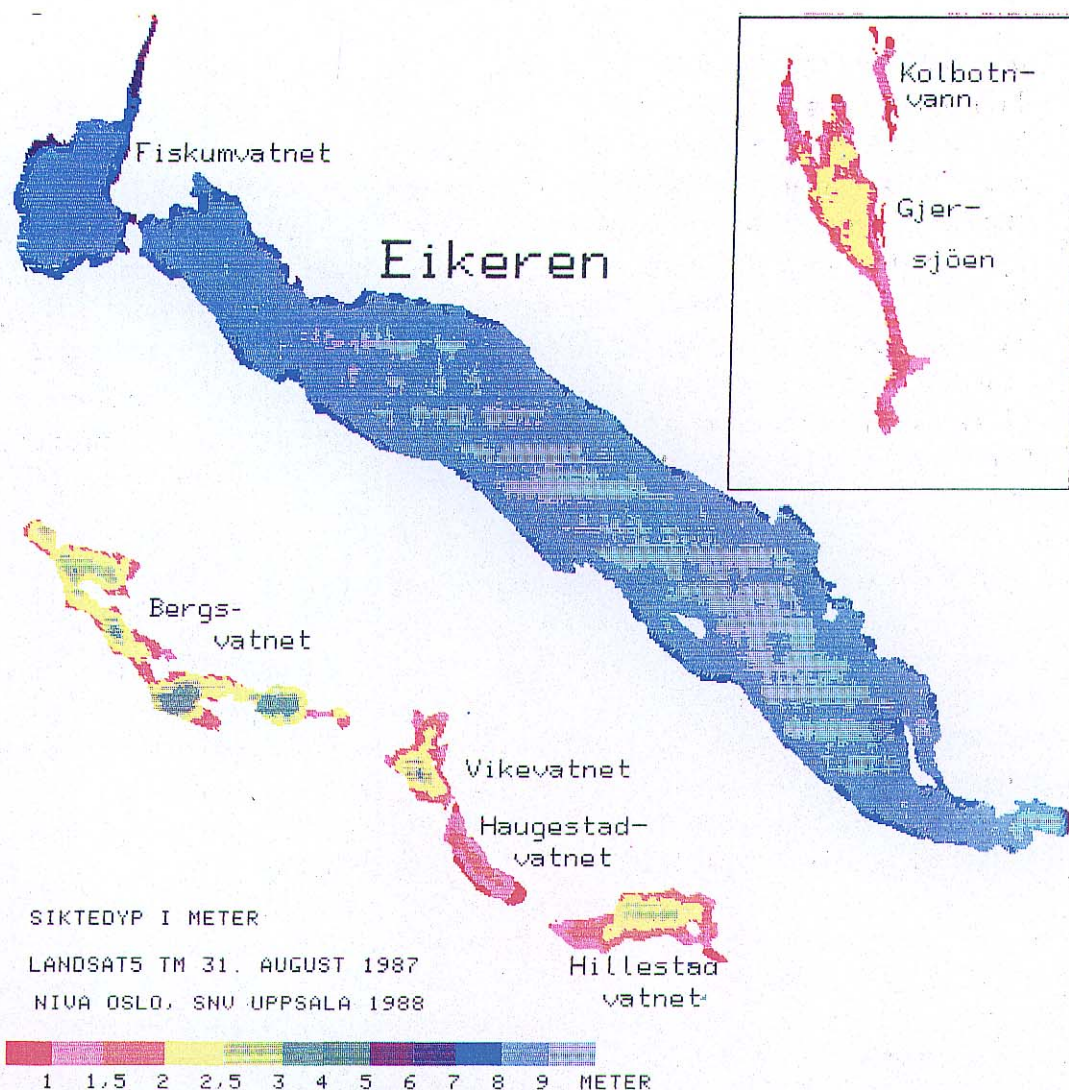 Kolbotn-
vann
Fiskumvatnet
Gjer-
sjöen
Eikeren
Bergs-
vatnet
Vikevatnet
Haugestad-
vatnet
Hillestad
vatnet
SIKTEDYP I METER
LANDSAT5 TM 31. AUGUST 1987
NIVA OSLO, SNV UPPSALA 1988
1 1,5 2 2,5 3 4 5 6 7 8 9 METER